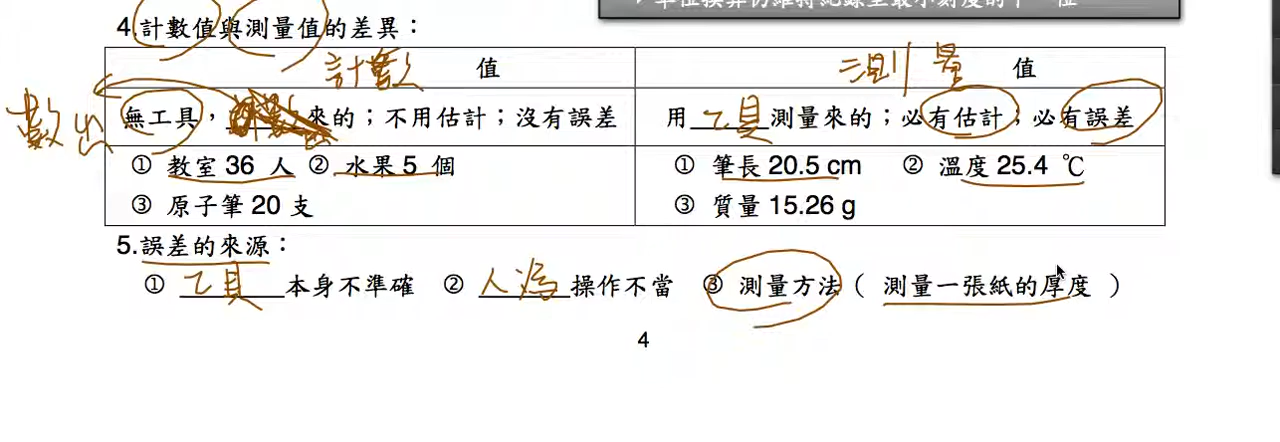 4.計數值與測量值的差異：
計數 值
測量 值
數出
無工具，來的；不用估計；沒有誤差
用工具測量來的；必有估計；必有誤差
① 教室 36 人 ② 水果 5 個
③ 原子筆 20 支
① 筆長 20.5 cm ② 溫度 25.4 ℃
③ 質量 15.26 g
5.誤差的來源：
① 工具本身不準確 ② 人為操作不當 ③ 測量方法（ 測量一張紙的厚度 ）
4